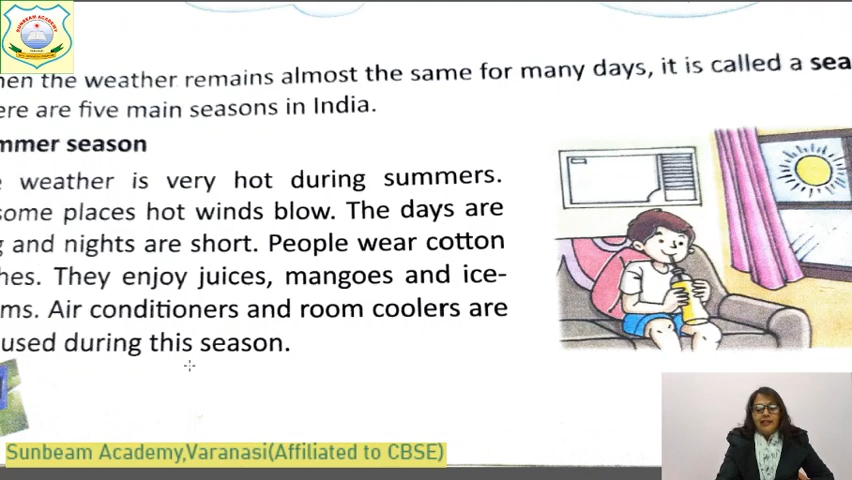 SUNBEAM ACADEMY
hen the weather remains almost the same for many days, it is called a sea
ere are five main seasons in India.
mmer season
e weather is very hot during summers.
some places hot winds blow. The days are
g and nights are short. People wear cotton
hes. They enjoy juices, mangoes and ice-
ms. Air conditioners and room coolers are
used during this season.
Sunbeam Academy,Varanasi(Affiliated to CBSE)